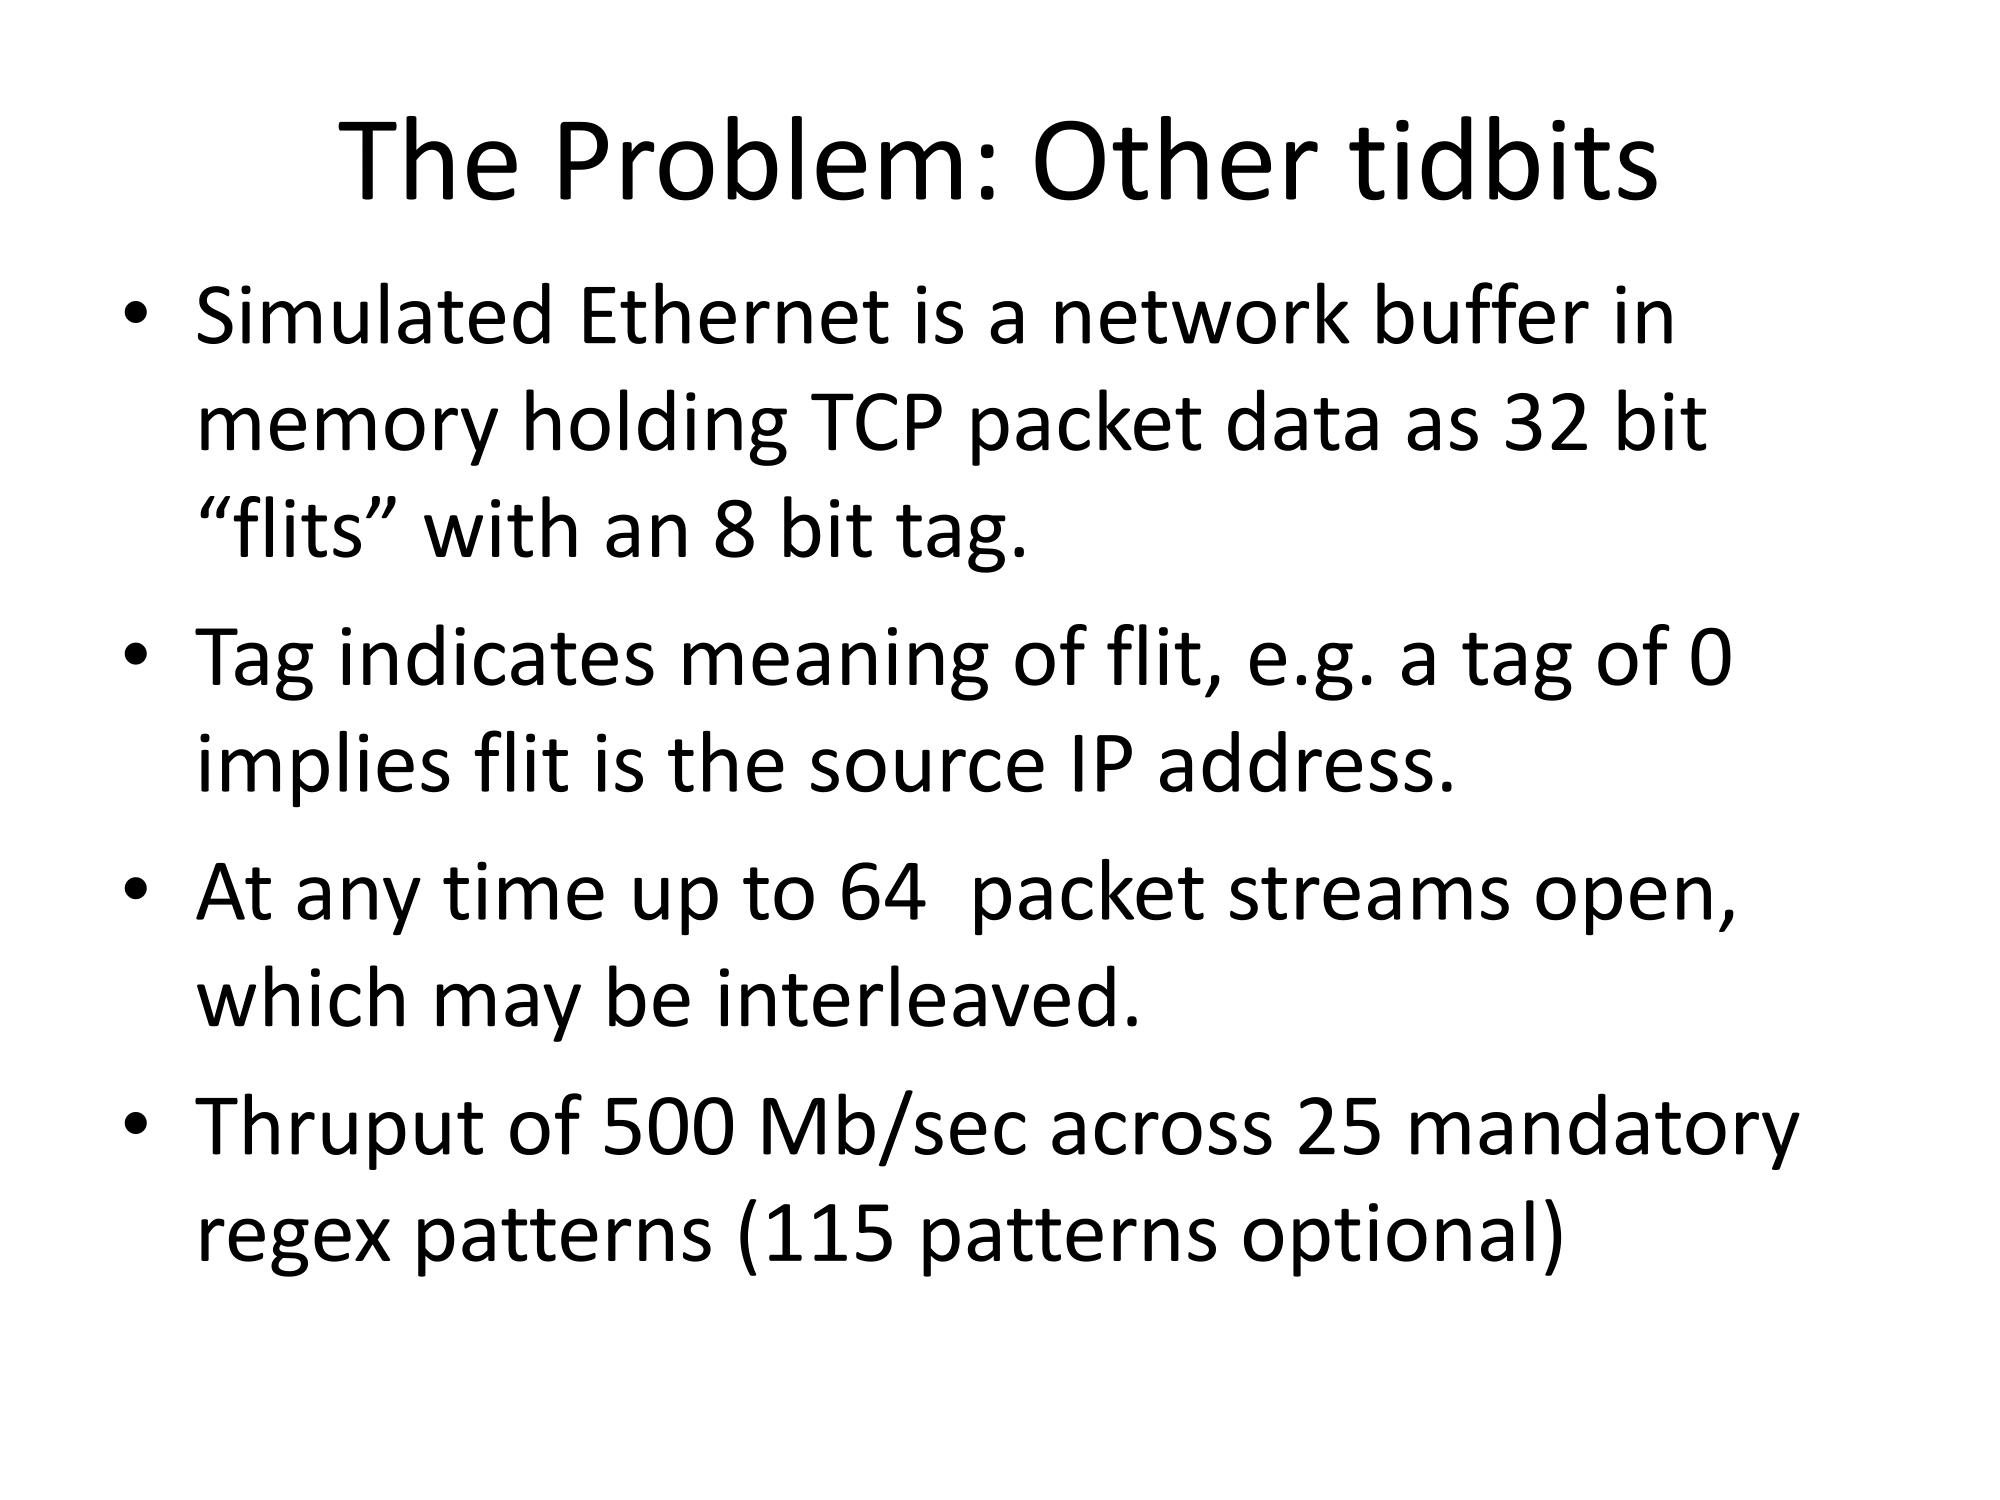 The Problem: Other tidbits
• Simulated Ethernet is a network buffer in
memory holding TCP packet data as 32 bit
“flits” with an 8 bit tag.
• Tag indicates meaning of flit, e.g. a tag of 0
implies flit is the source IP address.
• At any time up to 64  packet streams open,
which may be interleaved.
• Thruput of 500 Mb/sec across 25 mandatory
regex patterns (115 patterns optional)